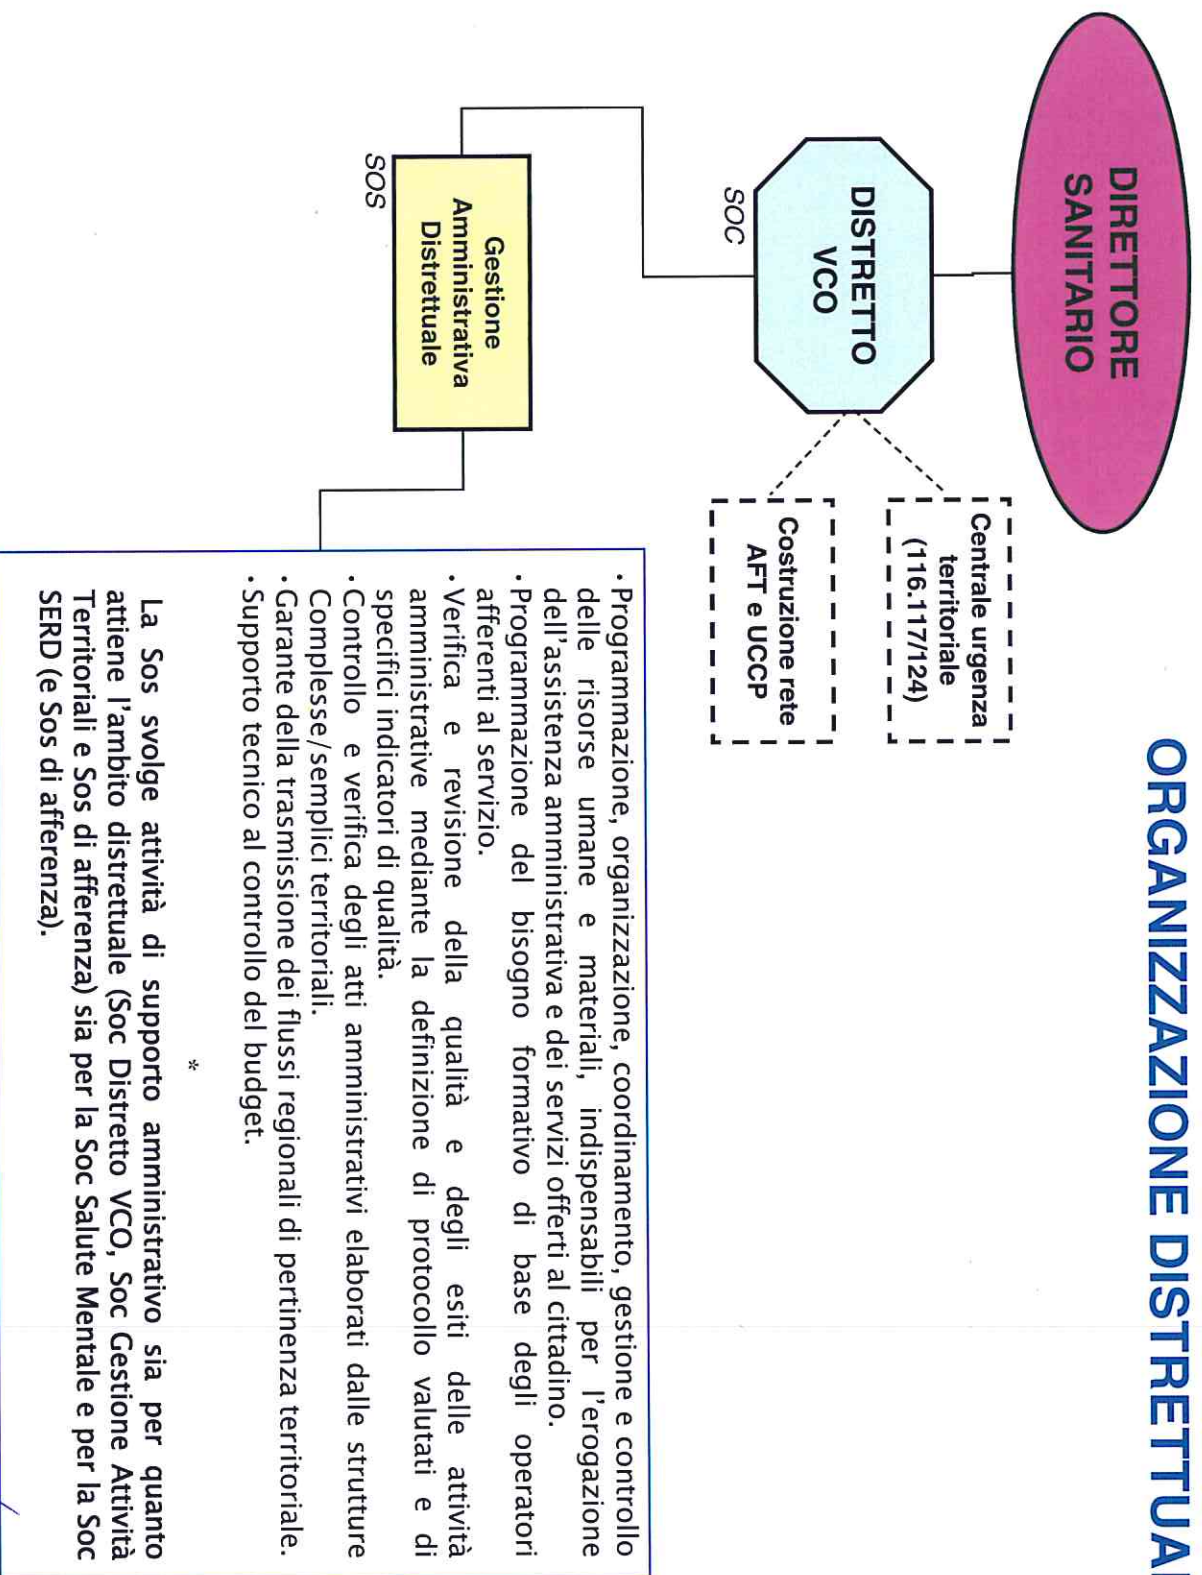 ORGANIZZAZIONE DISTRETTUA
DIRETTORE
SANITARIO
DISTRETTO
VCO
SOC
Centrale urgenza
territoriale
(116.117/124)
Costruzione rete
AFT e UCCP
Gestione
Amministrativa
Distrettuale
SOS
• Programmazione, organizzazione, coordinamento, gestione e controllo
delle risorse umane e materiali, indispensabili per l'erogazione
dell'assistenza amministrativa e dei servizi offerti al cittadino.
• Programmazione del bisogno formativo di base degli operatori
afferenti al servizio.
• Verifica e revisione della qualità e degli esiti delle attività
amministrative mediante la definizione di protocollo valutati e di
specifici indicatori di qualità.
• Controllo e verifica degli atti amministrativi elaborati dalle strutture
Complesse/semplici territoriali.
• Garante della trasmissione dei flussi regionali di pertinenza territoriale.
• Supporto tecnico al controllo del budget.
*
La Sos svolge attività di supporto amministrativo sia per quanto
attiene l'ambito distrettuale (Soc Distretto VCO, Soc Gestione Attività
Territoriali e Sos di afferenza) sia per la Soc Salute Mentale e per la Soc
SERD (e Sos di afferenza).